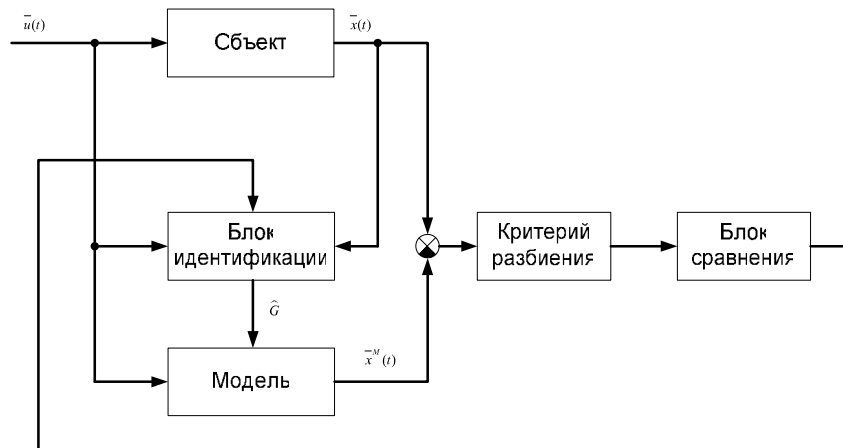 u̅(t)
Сбъект
x̅(t)
Блок
идентификации
Критерий
разбиения
Блок
сравнения
Ĝ
Модель
x̅ᴹ(t)